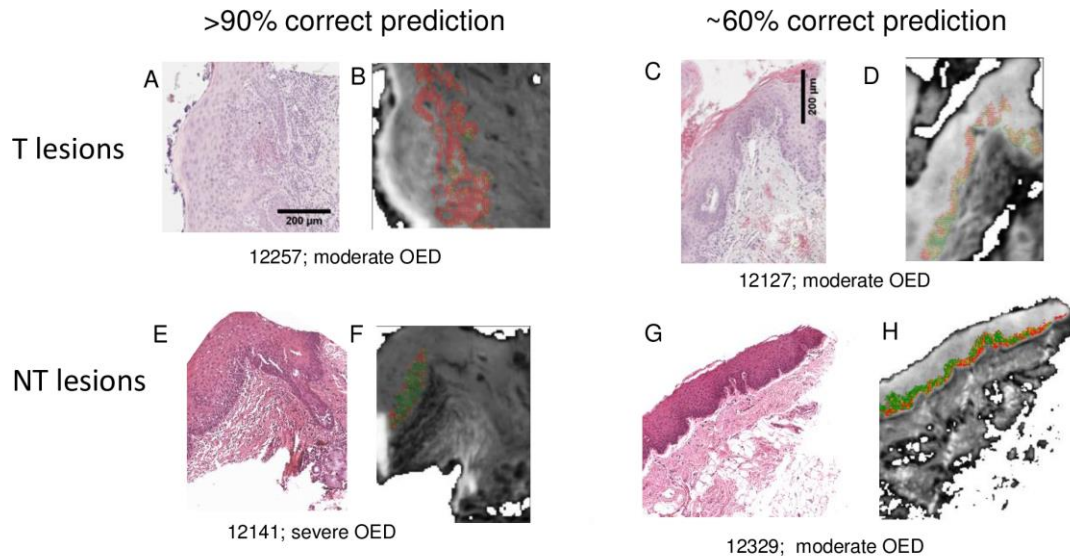 >90% correct prediction
~60% correct prediction
A
B
C
D
T lesions
200 µm
200 µm
12257; moderate OED
12127; moderate OED
E
F
G
H
NT lesions
12141; severe OED
12329; moderate OED